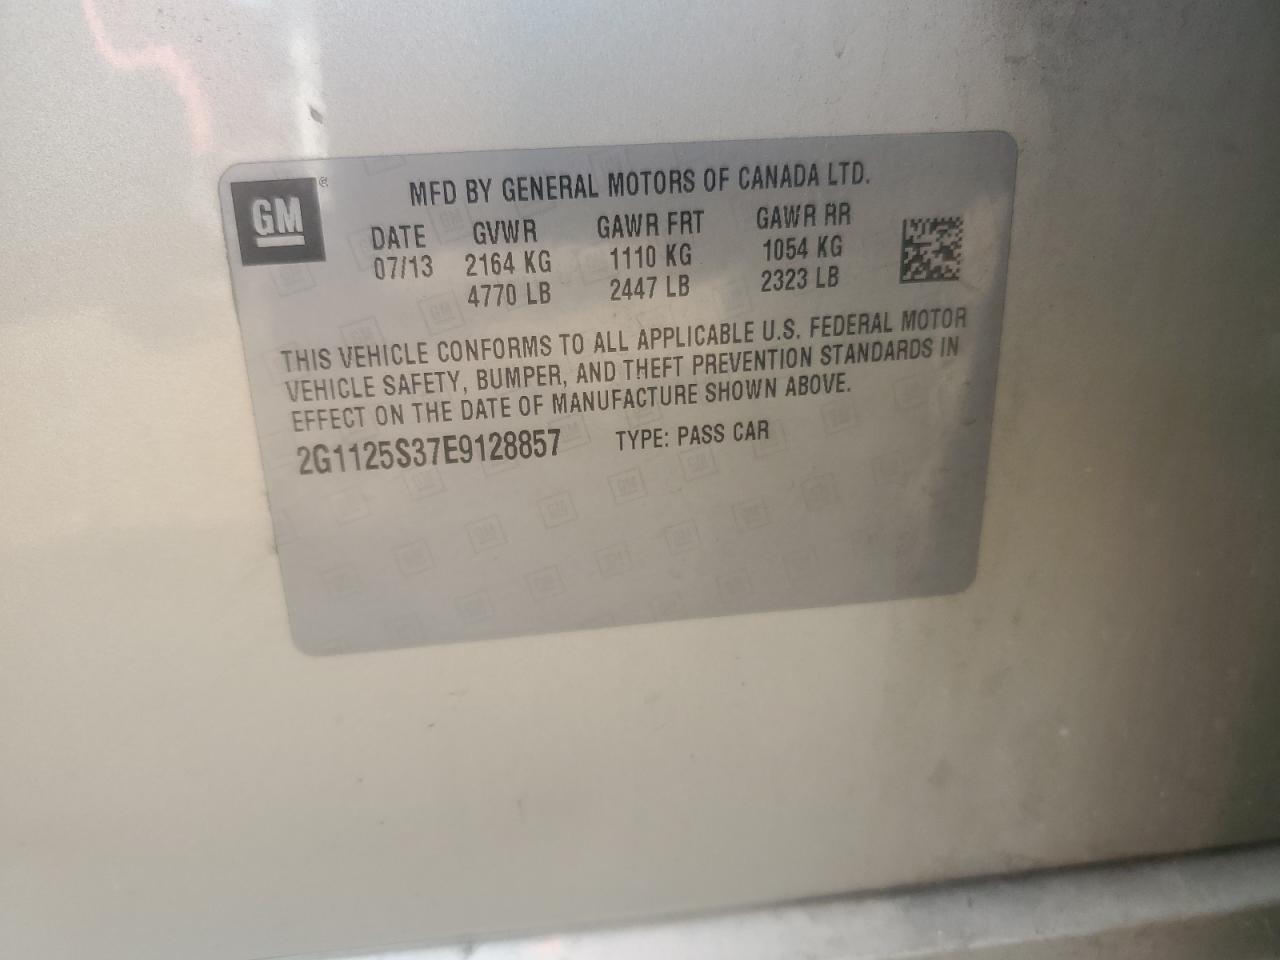 GM®
MFD BY GENERAL MOTORS OF CANADA LTD.
DATE GVWR GAWR FRT GAWR RR
07/13 2164 KG 1110 KG 1054 KG
4770 LB 2447 LB 2323 LB
THIS VEHICLE CONFORMS TO ALL APPLICABLE U.S. FEDERAL MOTOR
VEHICLE SAFETY, BUMPER, AND THEFT PREVENTION STANDARDS IN
EFFECT ON THE DATE OF MANUFACTURE SHOWN ABOVE.
2G1125S37E9128857 TYPE: PASS CAR